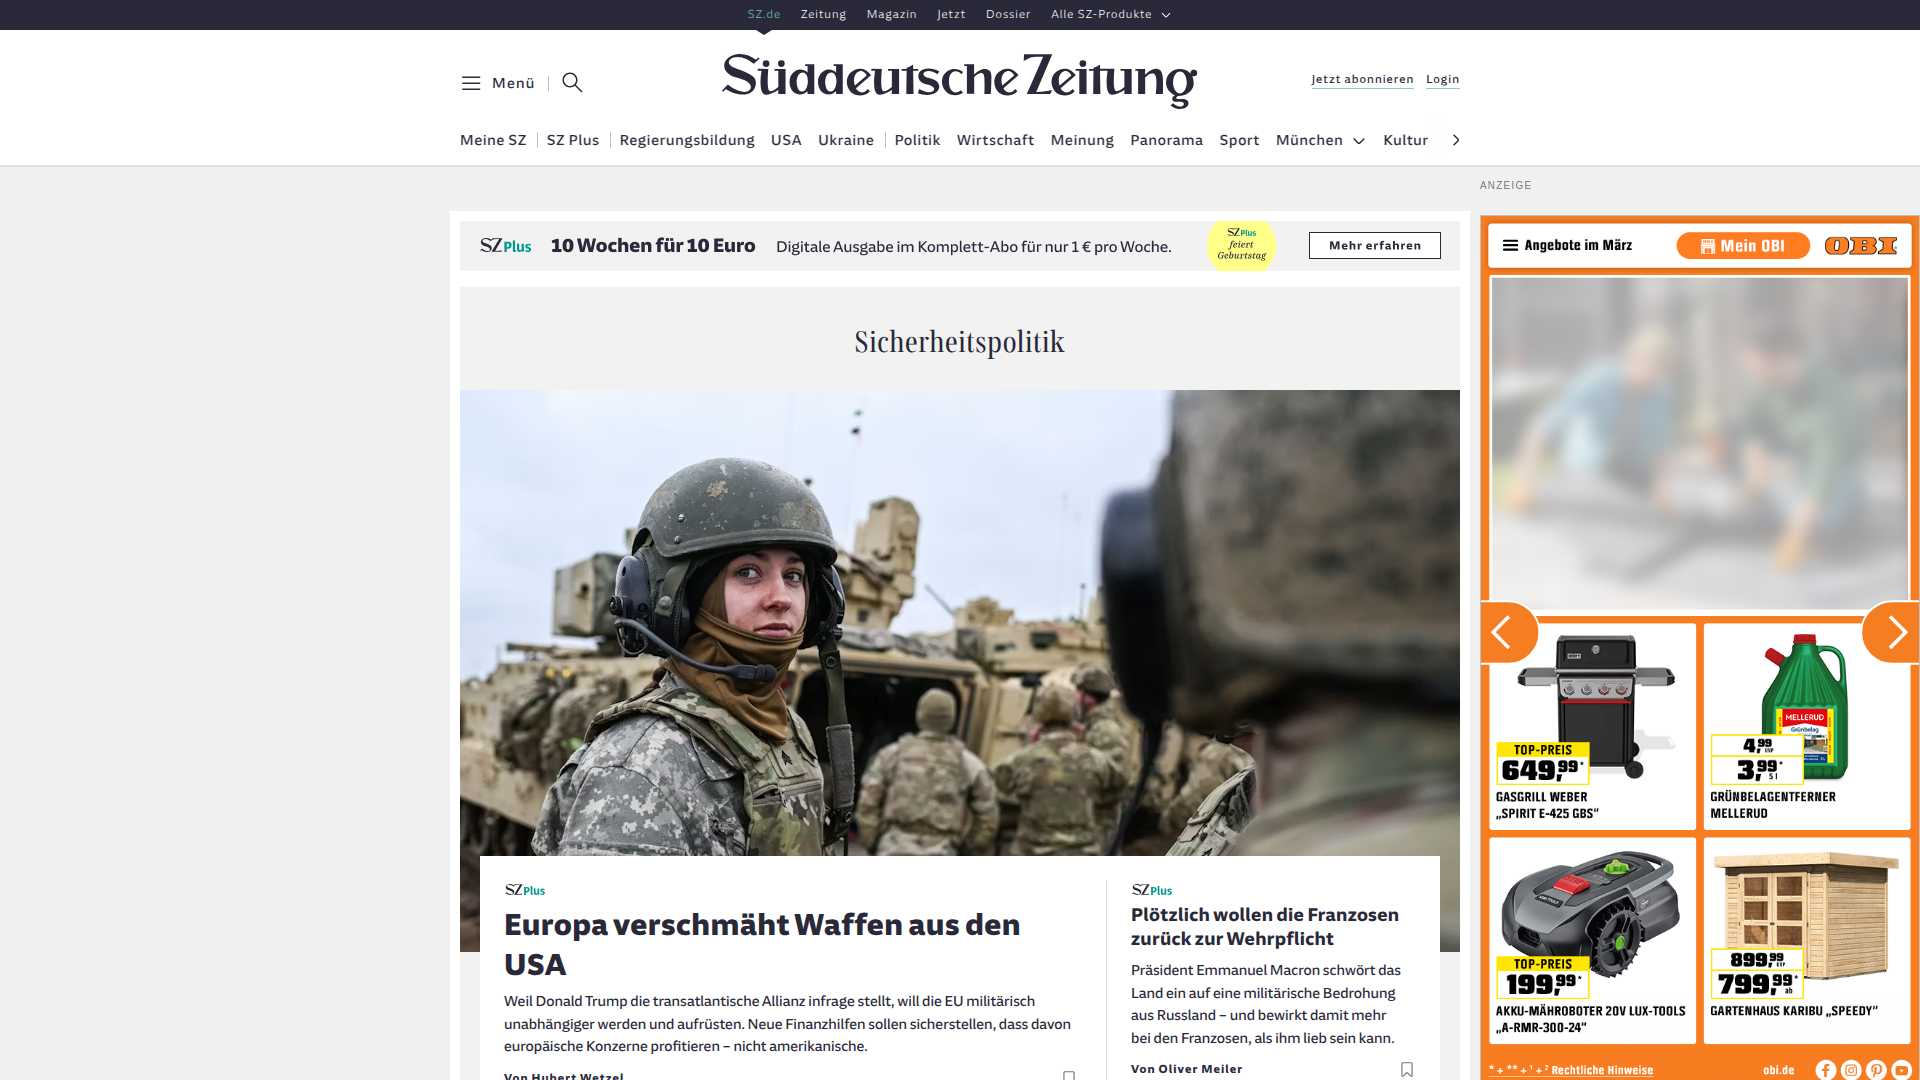 SZ.de Zeitung Magazin Jetzt Dossier Alle SZ-Produkte
Menü
Süddeutsche Zeitung
Jetzt abonnieren Login
Meine SZ SZ Plus Regierungsbildung USA Ukraine Politik Wirtschaft Meinung Panorama Sport München Kultur
ANZEIGE
SZ Plus 10 Wochen für 10 Euro Digitale Ausgabe im Komplett-Abo für nur 1 € pro Woche.
SZ Plus
feiert
Geburtstag
Mehr erfahren
Sicherheitspolitik
SZ Plus
Europa verschmäht Waffen aus den
USA
Weil Donald Trump die transatlantische Allianz infrage stellt, will die EU militärisch
unabhängiger werden und aufrüsten. Neue Finanzhilfen sollen sicherstellen, dass davon
europäische Konzerne profitieren – nicht amerikanische.
Von Hubert Wetzel
SZ Plus
Plötzlich wollen die Franzosen
zurück zur Wehrpflicht
Präsident Emmanuel Macron schwört das
Land ein auf eine militärische Bedrohung
aus Russland – und bewirkt damit mehr
bei den Franzosen, als ihm lieb sein kann.
Von Oliver Meiler
Angebote im März Mein OBI OBI
TOP-PREIS
649,99*
GASGRILL WEBER
„SPIRIT E-425 GBS“
MELLERUD
Grünbelag
4,99 UVP
3,99* 5 l
GRÜNBELAGENTFERNER
MELLERUD
TOP-PREIS
199,99*
AKKU-MÄHROBOTER 20V LUX-TOOLS
„A-RMR-300-24“
899,99 UVP
799,99* ab
GARTENHAUS KARIBU „SPEEDY“
* + ** + ¹ + ² Rechtliche Hinweise
obi.de